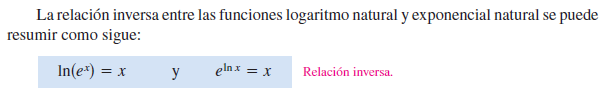 La relación inversa entre las funciones logaritmo natural y exponencial natural se puede
resumir como sigue:
ln(eˣ) = x y e^{ln x} = x Relación inversa.